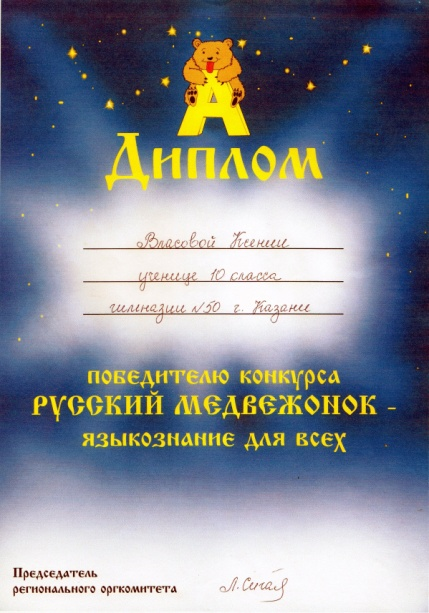 А
Диплом
Власовой Ксении
ученице 10 класса
гимназии №50 г. Казани
победителю конкурса
РУССКИЙ МЕДВЕЖОНОК -
языкознание для всех
Председатель
регионального оргкомитета